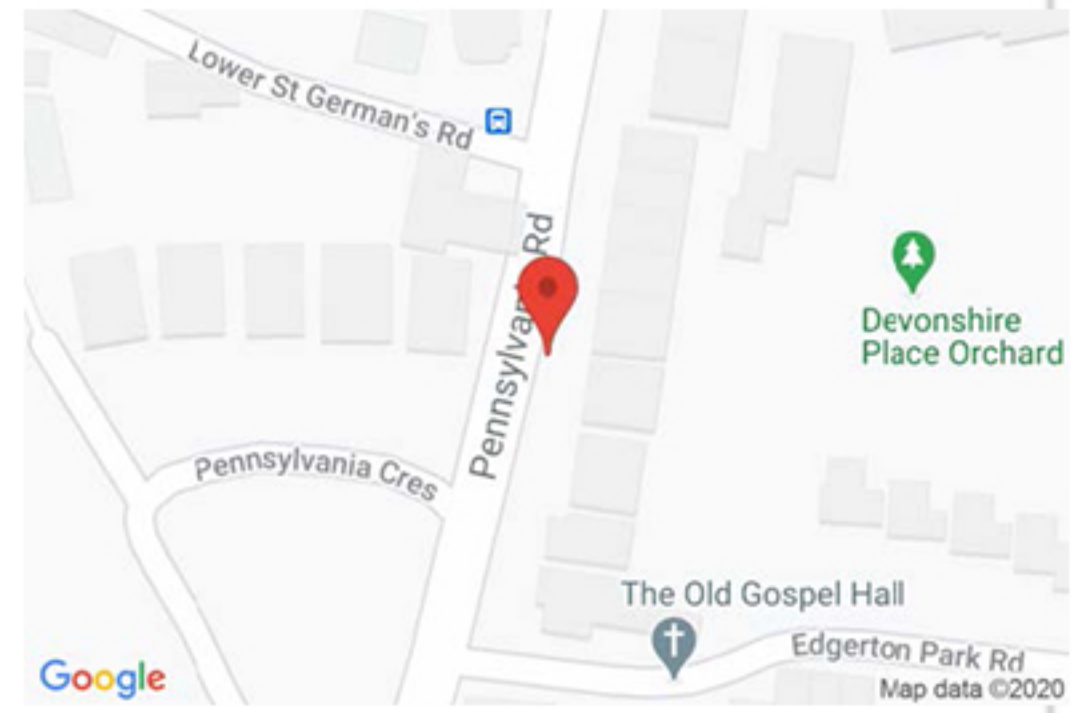 Lower St German's Rd
Pennsylvania Rd
Devonshire
Place Orchard
Pennsylvania Cres
The Old Gospel Hall
Edgerton Park Rd
Google
Map data ©2020